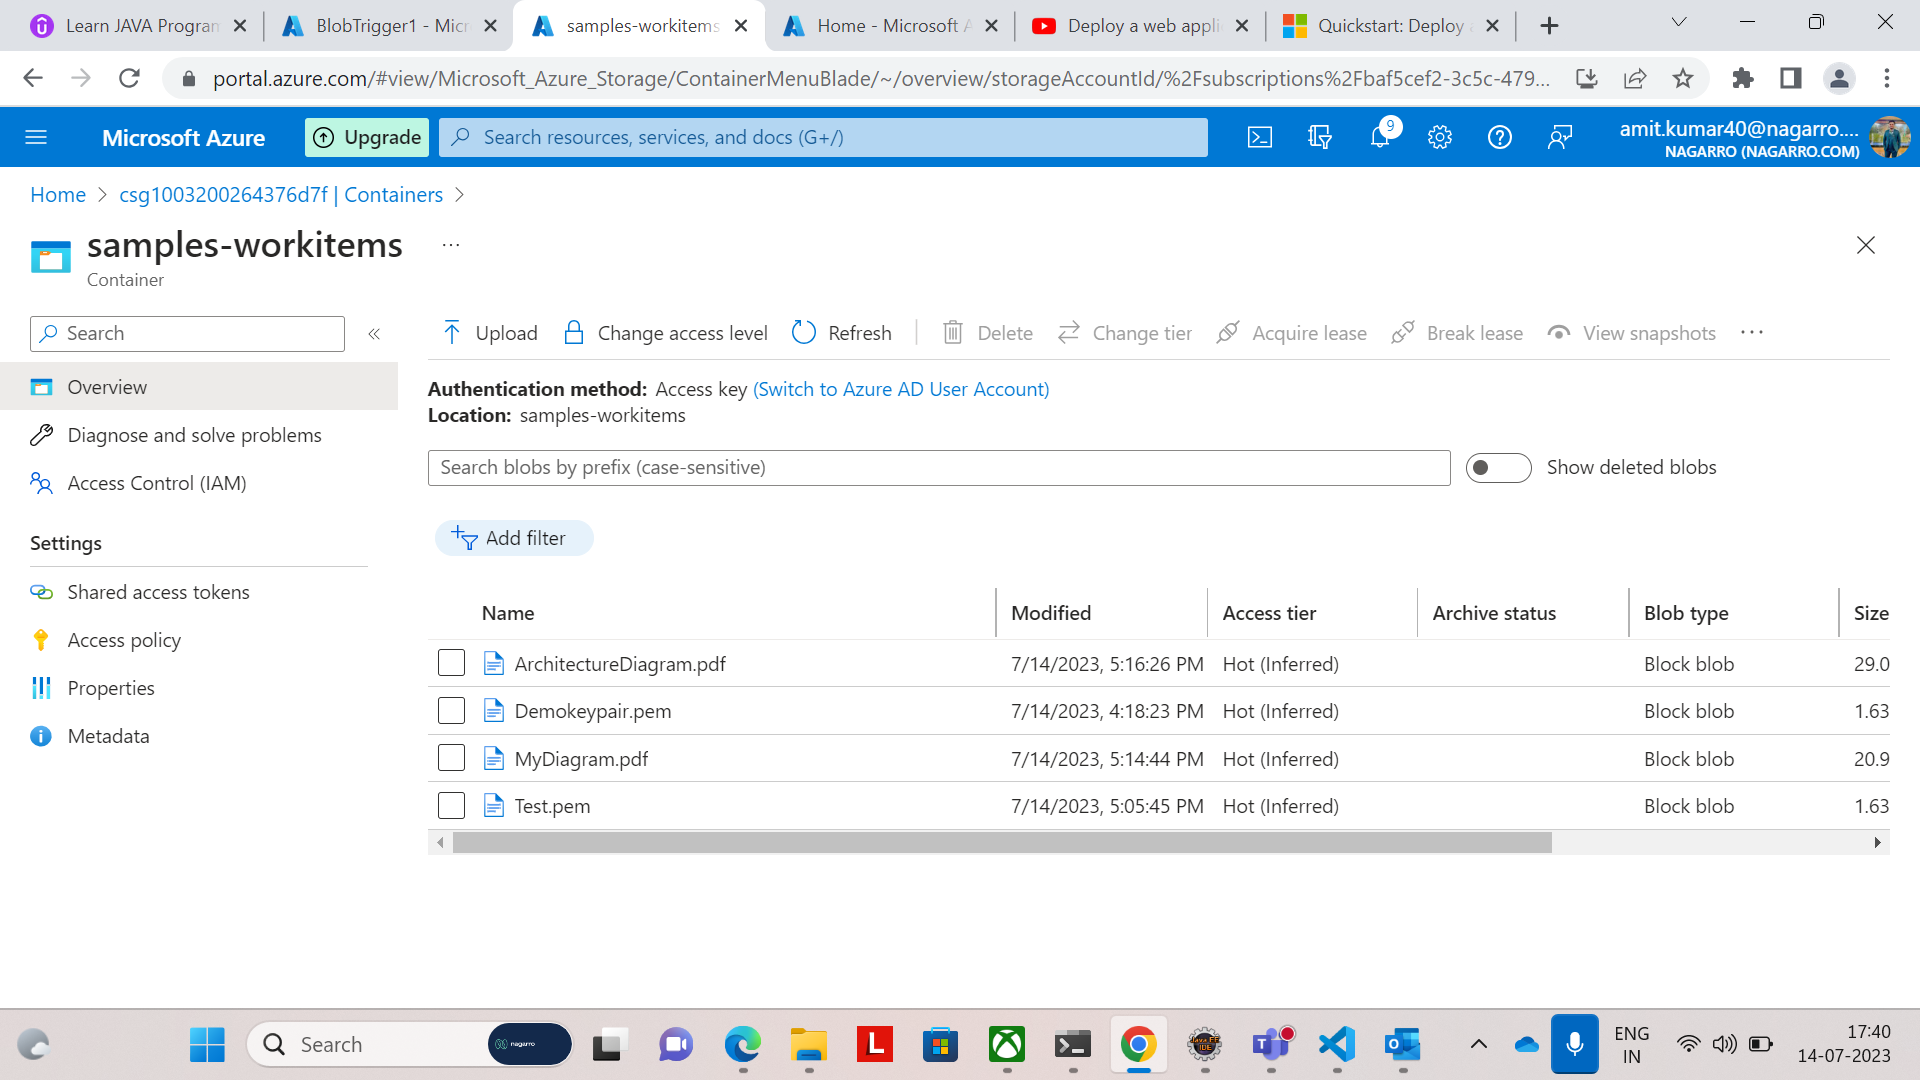 Learn JAVA Program
BlobTrigger1 - Micr
samples-workitems
Home - Microsoft A
Deploy a web appli
Quickstart: Deploy a
portal.azure.com/#view/Microsoft_Azure_Storage/ContainerMenuBlade/~/overview/storageAccountId/%2Fsubscriptions%2Fbaf5cef2-3c5c-479...
Microsoft Azure
Upgrade
Search resources, services, and docs (G+/)
9
amit.kumar40@nagarro....
NAGARRO (NAGARRO.COM)
Home > csg1003200264376d7f | Containers >
samples-workitems ...
Container
Search
«
Upload Change access level Refresh Delete Change tier Acquire lease Break lease View snapshots ...
Overview
Diagnose and solve problems
Access Control (IAM)
Settings
Shared access tokens
Access policy
Properties
Metadata
Authentication method: Access key (Switch to Azure AD User Account)
Location: samples-workitems
Search blobs by prefix (case-sensitive)
Show deleted blobs
Add filter
Name Modified Access tier Archive status Blob type Size
ArchitectureDiagram.pdf 7/14/2023, 5:16:26 PM Hot (Inferred) Block blob 29.0
Demokeypair.pem 7/14/2023, 4:18:23 PM Hot (Inferred) Block blob 1.63
MyDiagram.pdf 7/14/2023, 5:14:44 PM Hot (Inferred) Block blob 20.9
Test.pem 7/14/2023, 5:05:45 PM Hot (Inferred) Block blob 1.63
Search
nagarro
L
JAVA EE
IDE
T
O
ENG
IN
17:40
14-07-2023